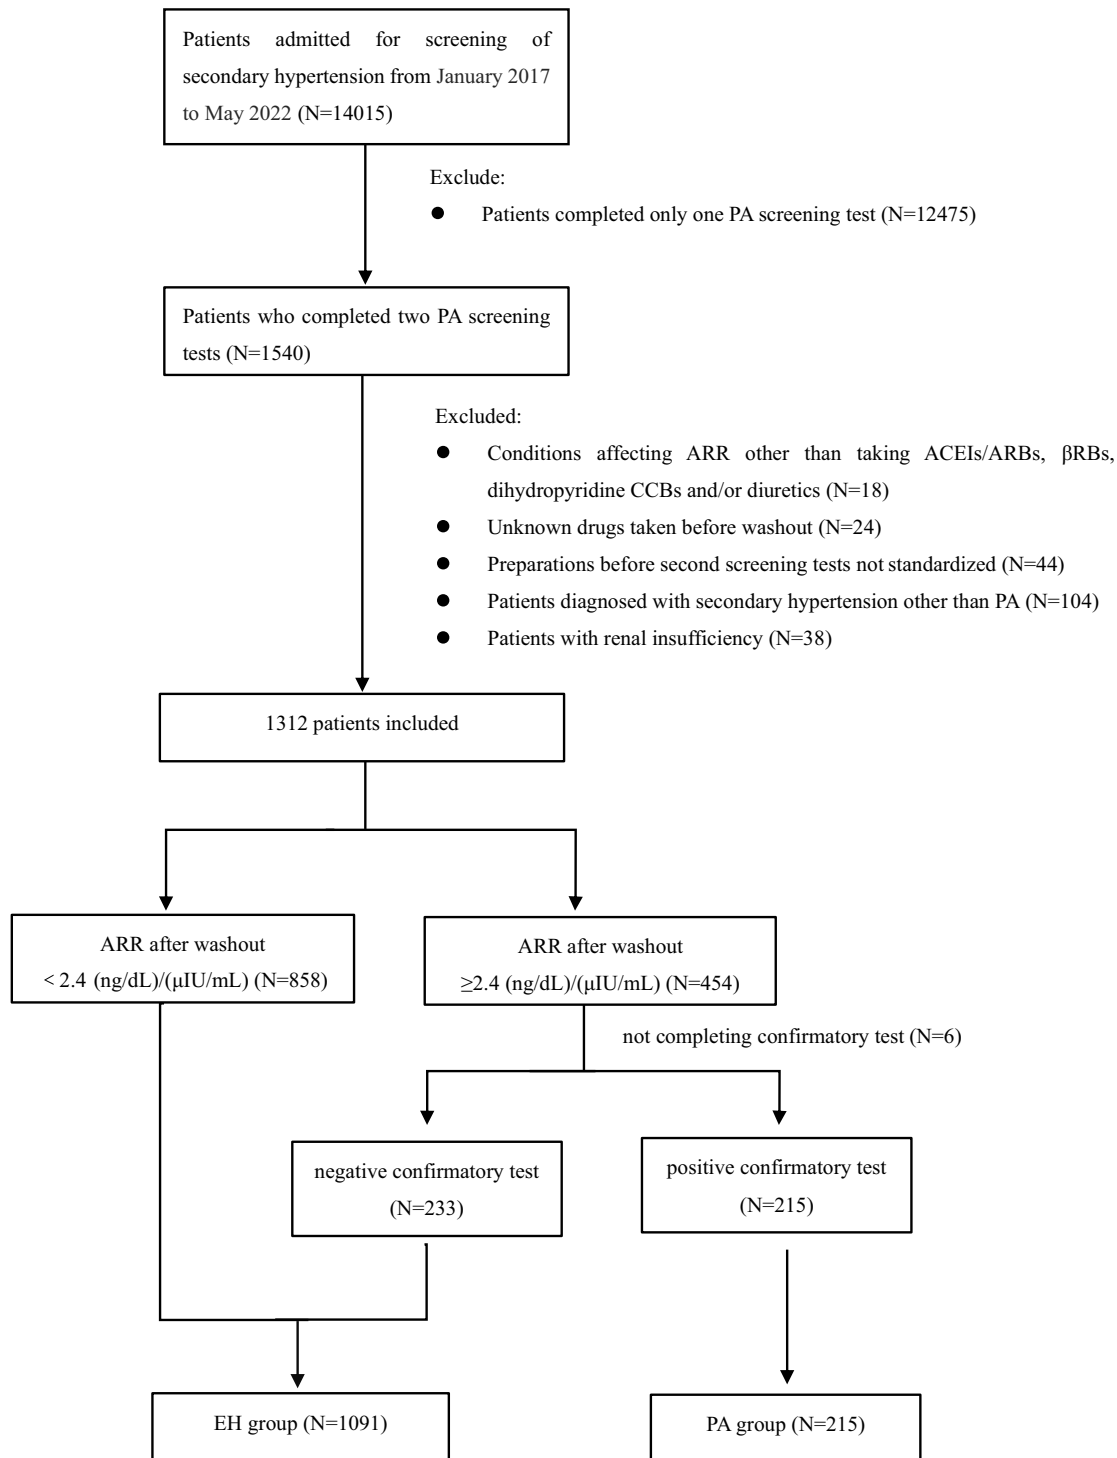 Patients admitted for screening of
secondary hypertension from January 2017
to May 2022 (N=14015)
Exclude:
● Patients completed only one PA screening test (N=12475)
Patients who completed two PA screening
tests (N=1540)
Excluded:
● Conditions affecting ARR other than taking ACEIs/ARBs, βRBs,
dihydropyridine CCBs and/or diuretics (N=18)
● Unknown drugs taken before washout (N=24)
● Preparations before second screening tests not standardized (N=44)
● Patients diagnosed with secondary hypertension other than PA (N=104)
● Patients with renal insufficiency (N=38)
1312 patients included
ARR after washout
< 2.4 (ng/dL)/(μIU/mL) (N=858)
ARR after washout
≥2.4 (ng/dL)/(μIU/mL) (N=454)
not completing confirmatory test (N=6)
negative confirmatory test
(N=233)
positive confirmatory test
(N=215)
EH group (N=1091)
PA group (N=215)